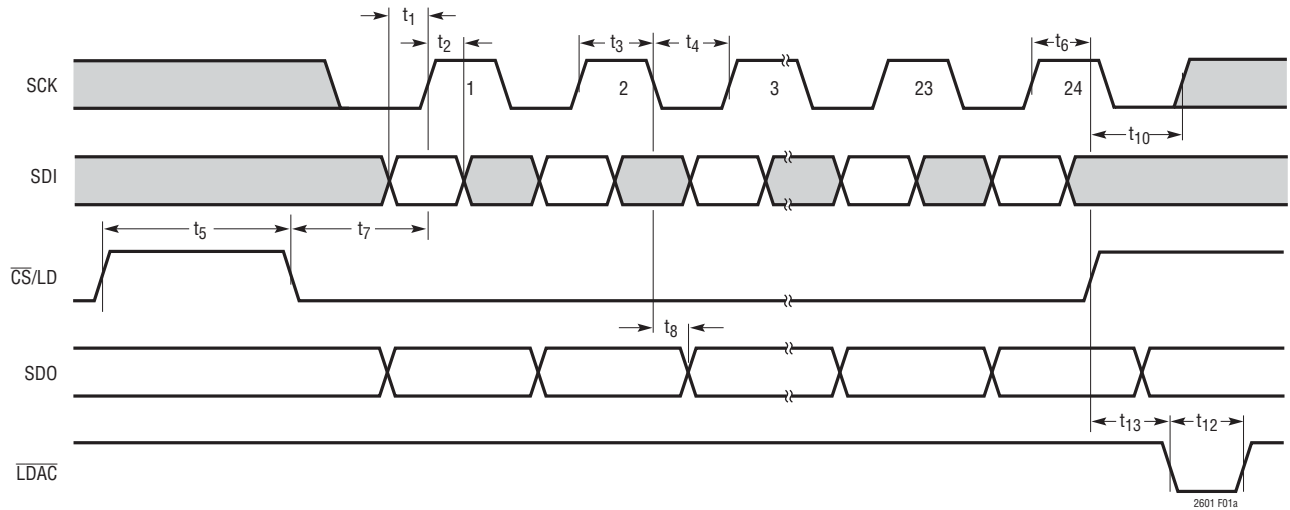 t1
t2
t3
t4
t6
SCK
1
2
3
23
24
t10
SDI
t5
t7
CS/LD
t8
SDO
t13
t12
LDAC
2601 F01a